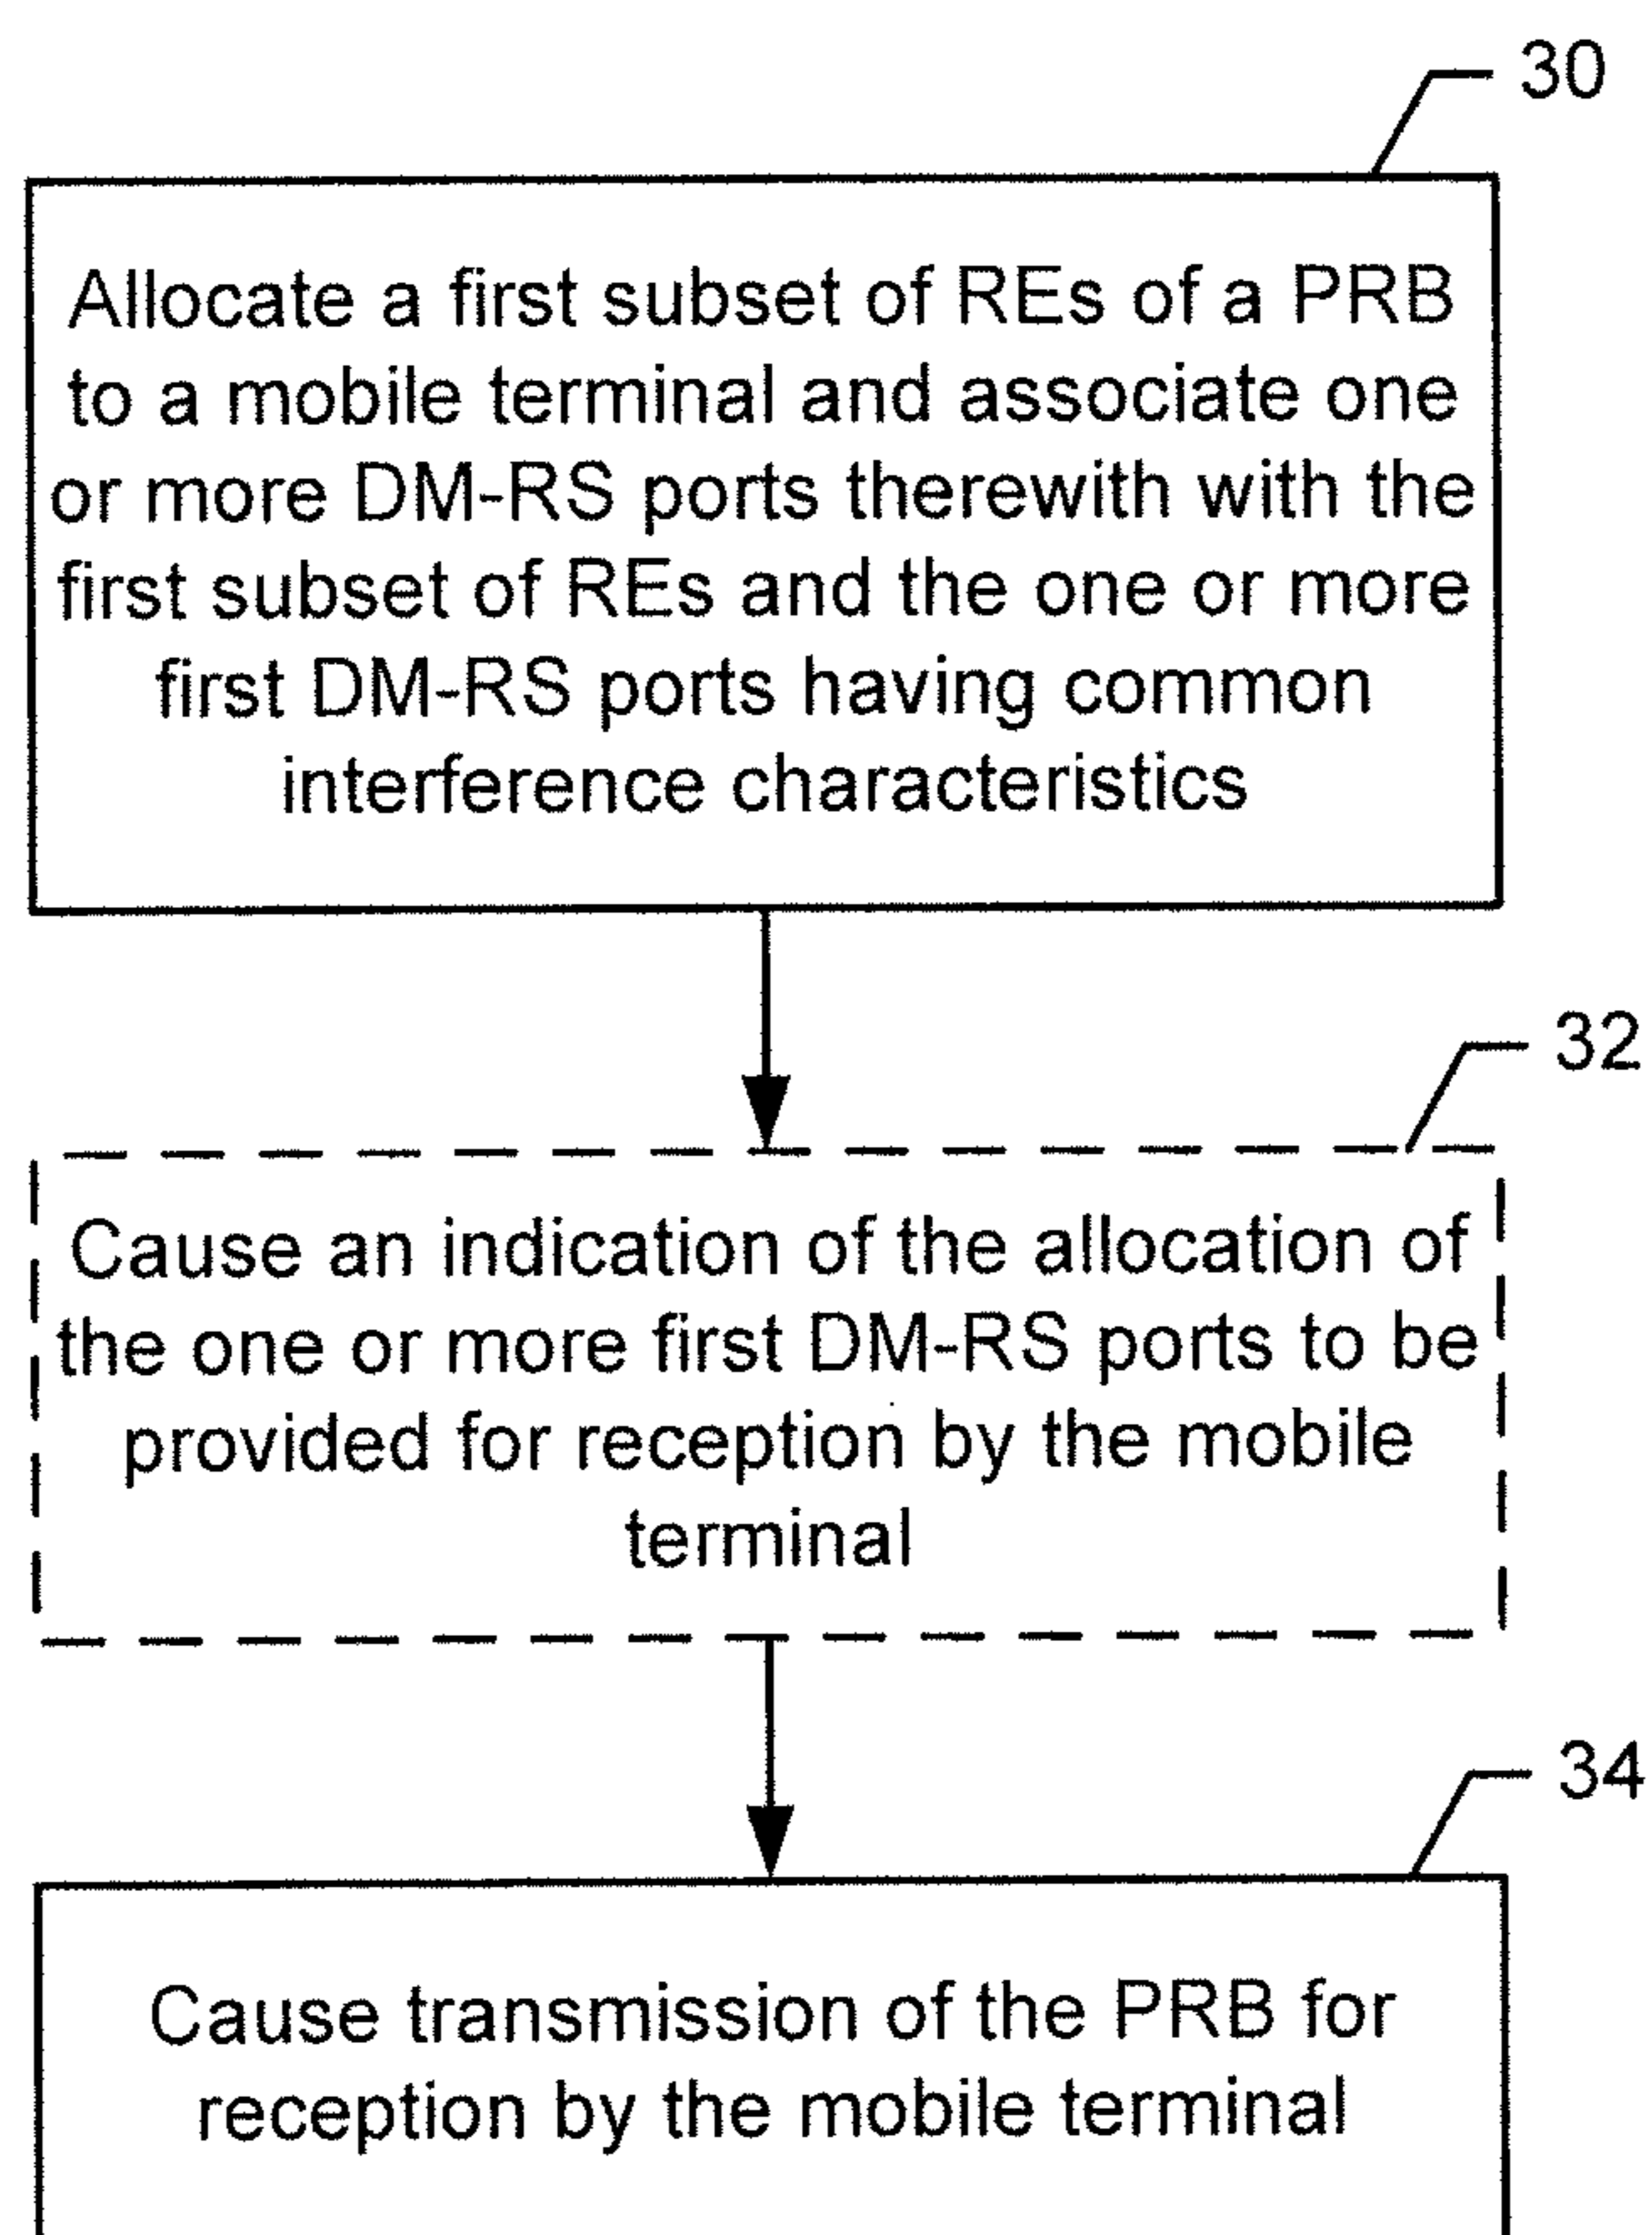 30
Allocate a first subset of REs of a PRB
to a mobile terminal and associate one
or more DM-RS ports therewith with the
first subset of REs and the one or more
first DM-RS ports having common
interference characteristics
32
Cause an indication of the allocation of
the one or more first DM-RS ports to be
provided for reception by the mobile
terminal
34
Cause transmission of the PRB for
reception by the mobile terminal